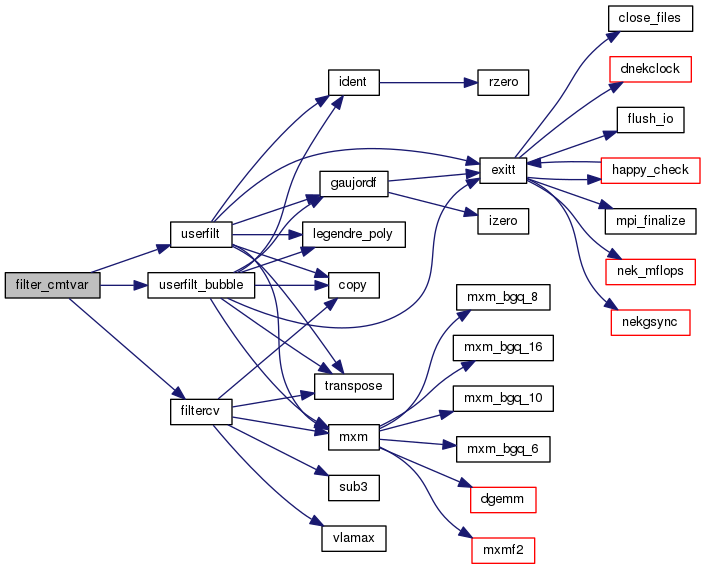 close_files
dnekclock
ident
rzero
flush_io
exitt
happy_check
gaujordf
mpi_finalize
izero
userfilt
legendre_poly
nek_mflops
filter_cmtvar
userfilt_bubble
copy
mxm_bgq_8
nekgsync
mxm_bgq_16
transpose
mxm_bgq_10
filtercv
mxm
mxm_bgq_6
sub3
dgemm
vlamax
mxmf2